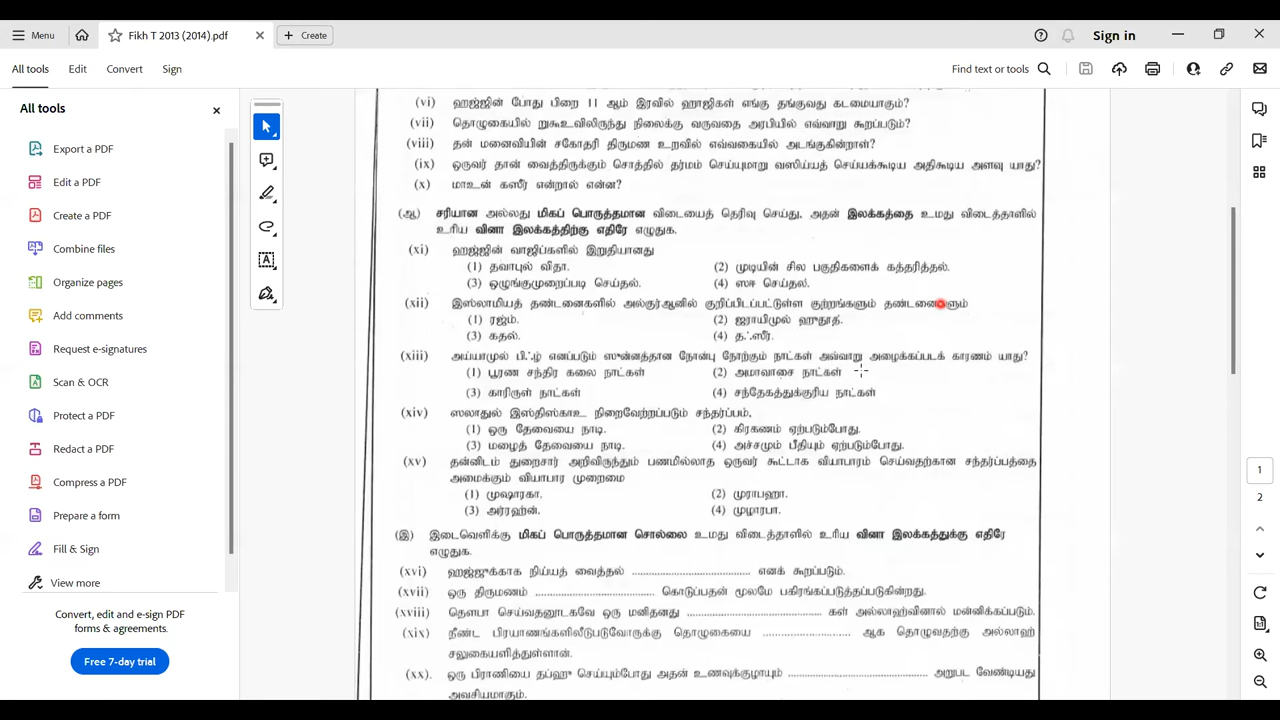 Menu
Fikh T 2013 (2014).pdf
Create
Sign in
All tools
Edit
Convert
Sign
Find text or tools
All tools
Export a PDF
Edit a PDF
Create a PDF
Combine files
Organize pages
Add comments
Request e-signatures
Scan & OCR
Protect a PDF
Redact a PDF
Compress a PDF
Prepare a form
Fill & Sign
View more
Convert, edit and e-sign PDF
forms & agreements.
Free 7-day trial
(vi) ஹஜ்ஜின் போது பிறை 11 ஆம் இரவில் ஹாஜிகள் எங்கு தங்குவது கடமையாகும்?
(vii) தொழுகையில் றுகூஉவிலிருந்து நிலைக்கு வருவதை அரபியில் எவ்வாறு கூறப்படும்?
(viii) தன் மனைவியின் சகோதரி திருமண உறவில் எவ்வகையில் அடங்குகின்றாள்?
(ix) ஒருவர் தான் வைத்திருக்கும் சொத்தில் தர்மம் செய்யுமாறு வஸிய்யத் செய்யக்கூடிய அதிகூடிய அளவு யாது?
(x) மாஉன் கஸீர் என்றால் என்ன?
(ஆ) சரியான அல்லது மிகப் பொருத்தமான விடையைத் தெரிவு செய்து, அதன் இலக்கத்தை உமது விடைத்தாளில்
உரிய வினா இலக்கத்திற்கு எதிரே எழுதுக.
(xi) ஹஜ்ஜின் வாஜிப்களில் இறுதியானது
(1) தவாபுல் விதா. (2) முடியின் சில பகுதிகளைக் கத்தரித்தல்.
(3) ஒழுங்குமுறைப்படி செய்தல். (4) ஸஈ செய்தல்.
(xii) இஸ்லாமியத் தண்டனைகளில் அல்குர்ஆனில் குறிப்பிடப்பட்டுள்ள குற்றங்களும் தண்டனைகளும்
(1) ரஜ்ம். (2) ஜராயிமுல் ஹுதூத்.
(3) கதல். (4) தஃஸீர்.
(xiii) அய்யாமுல் பீஃழ் எனப்படும் ஸுன்னத்தான நோன்பு நோற்கும் நாட்கள் அவ்வாறு அழைக்கப்படக் காரணம் யாது?
(1) பூரண சந்திர கலை நாட்கள் (2) அமாவாசை நாட்கள்
(3) காரிருள் நாட்கள் (4) சந்தேகத்துக்குரிய நாட்கள்
(xiv) ஸலாதுல் இஸ்திஸ்காஉ நிறைவேற்றப்படும் சந்தர்ப்பம்,
(1) ஒரு தேவையை நாடி. (2) கிரகணம் ஏற்படும்போது.
(3) மழைத் தேவையை நாடி. (4) அச்சமும் பீதியும் ஏற்படும்போது.
(xv) தன்னிடம் துறைசார் அறிவிருந்தும் பணமில்லாத ஒருவர் கூட்டாக வியாபாரம் செய்வதற்கான சந்தர்ப்பத்தை
அமைக்கும் வியாபார முறைமை
(1) முஷாரகா. (2) முராபஹா.
(3) அர்ரஹ்ன். (4) முழாரபா.
(இ) இடைவெளிக்கு மிகப் பொருத்தமான சொல்லை உமது விடைத்தாளில் உரிய வினா இலக்கத்துக்கு எதிரே
எழுதுக.
(xvi) ஹஜ்ஜுக்காக நிய்யத் வைத்தல் ................................... எனக் கூறப்படும்.
(xvii) ஒரு திருமணம் ................................... கொடுப்பதன் மூலமே பகிரங்கப்படுத்தப்படுகின்றது.
(xviii) தௌபா செய்வதனூடாகவே ஒரு மனிதனது ....................................... கள் அல்லாஹ்வினால் மன்னிக்கப்படும்.
(xix) நீண்ட பிரயாணங்களிலீடுபடுவோருக்கு தொழுகையை .......................... ஆக தொழுவதற்கு அல்லாஹ்
சலுகையளித்துள்ளான்.
(xx). ஒரு பிராணியை தப்ஹு செய்யும்போது அதன் உணவுக்குழாயும் ......................................... அறுபட வேண்டியது
அவசியமாகும்.
1
2